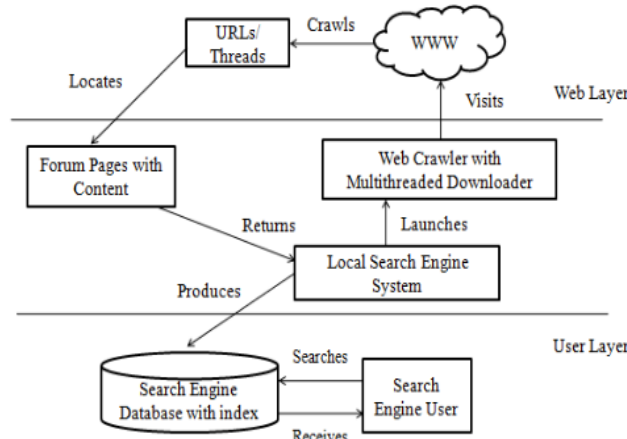 URLs/
Threads
Crawls
WWW
Locates
Visits
Web Layer
Forum Pages with
Content
Web Crawler with
Multithreaded Downloader
Returns
Launches
Local Search Engine
System
Produces
User Layer
Searches
Search Engine
Database with index
Search
Engine User
Receives